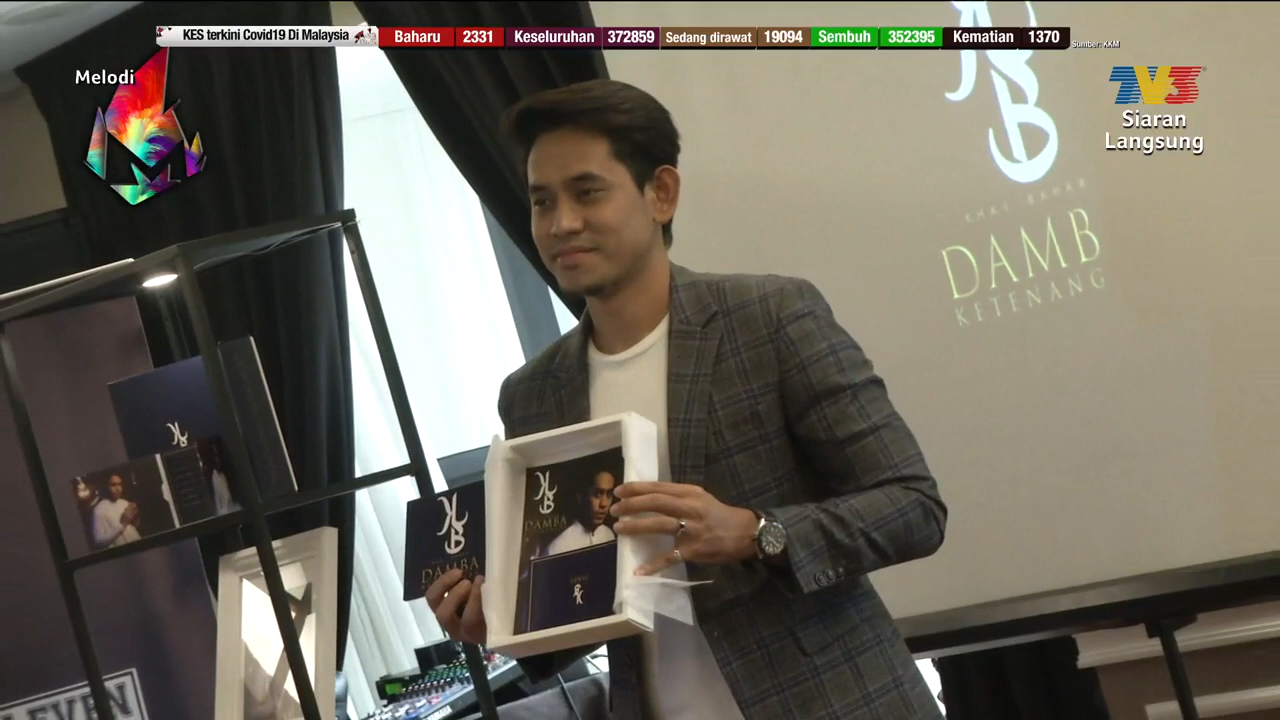 KES terkini Covid19 Di Malaysia Baharu 2331 Keseluruhan 372859 Sedang dirawat 19094 Sembuh 352395 Kematian 1370
Sumber: KKM
Melodi
TV3
Siaran
Langsung
KHAI BAHAR
DAMB
KETENANG
KB
DAMBA
KB
DAMBA